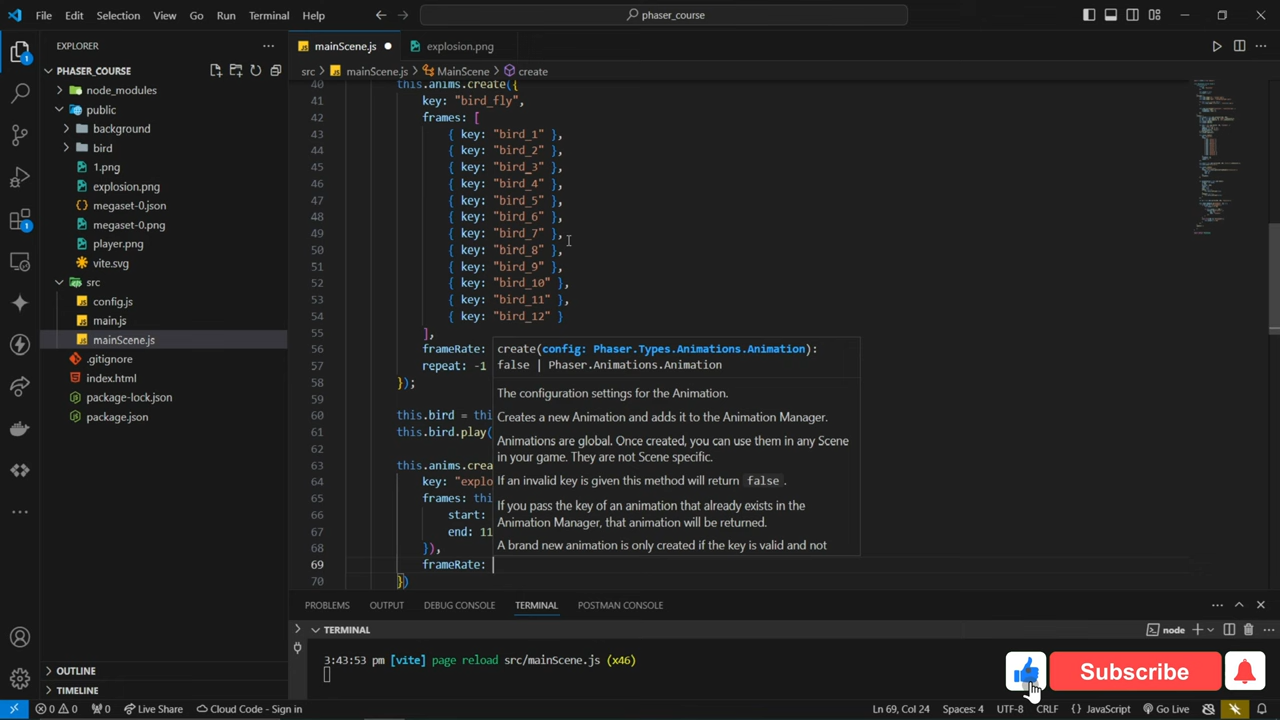 File Edit Selection View Go Run Terminal Help
phaser_course
EXPLORER
mainScene.js
explosion.png
PHASER_COURSE
src > mainScene.js > MainScene > create
node_modules
public
background
bird
1.png
explosion.png
megaset-0.json
megaset-0.png
player.png
vite.svg
src
config.js
main.js
mainScene.js
.gitignore
index.html
package-lock.json
package.json
40 this.anims.create({
41 key: "bird_fly",
42 frames: [
43 { key: "bird_1" },
44 { key: "bird_2" },
45 { key: "bird_3" },
46 { key: "bird_4" },
47 { key: "bird_5" },
48 { key: "bird_6" },
49 { key: "bird_7" },
50 { key: "bird_8" },
51 { key: "bird_9" },
52 { key: "bird_10" },
53 { key: "bird_11" },
54 { key: "bird_12" }
55 ],
56 frameRate:
57 repeat: -1
58 });
59
60 this.bird = this
61 this.bird.play(
62
63 this.anims.crea
64 key: "explo
65 frames: thi
66 start:
67 end: 11
68 }),
69 frameRate:
70 })
create(config: Phaser.Types.Animations.Animation):
false | Phaser.Animations.Animation
The configuration settings for the Animation.
Creates a new Animation and adds it to the Animation Manager.
Animations are global. Once created, you can use them in any Scene
in your game. They are not Scene specific.
If an invalid key is given this method will return false .
If you pass the key of an animation that already exists in the
Animation Manager, that animation will be returned.
A brand new animation is only created if the key is valid and not
PROBLEMS OUTPUT DEBUG CONSOLE TERMINAL POSTMAN CONSOLE
TERMINAL
node
3:43:53 pm [vite] page reload src/mainScene.js (x46)
Subscribe
OUTLINE
TIMELINE
0 0 0 Live Share Cloud Code - Sign in
Ln 69, Col 24 Spaces: 4 UTF-8 CRLF {} JavaScript Go Live